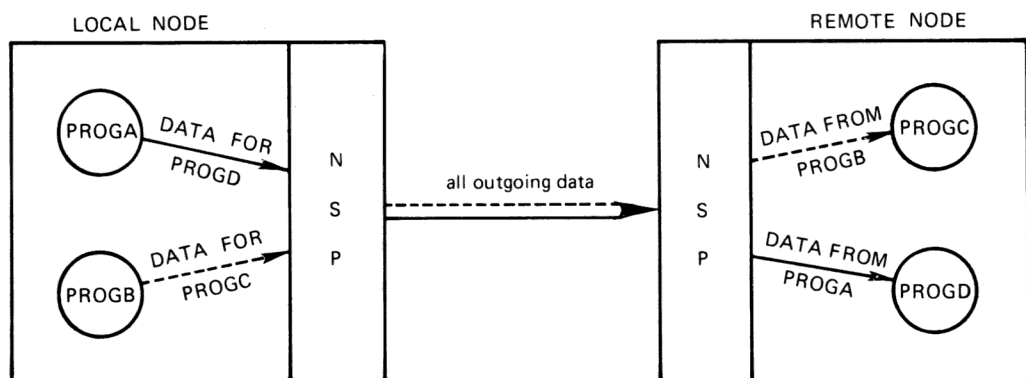 LOCAL NODE
REMOTE NODE
PROGA
DATA FOR
PROGD
PROGB
DATA FOR
PROGC
N
S
P
all outgoing data
N
S
P
DATA FROM
PROGB
PROGC
DATA FROM
PROGA
PROGD